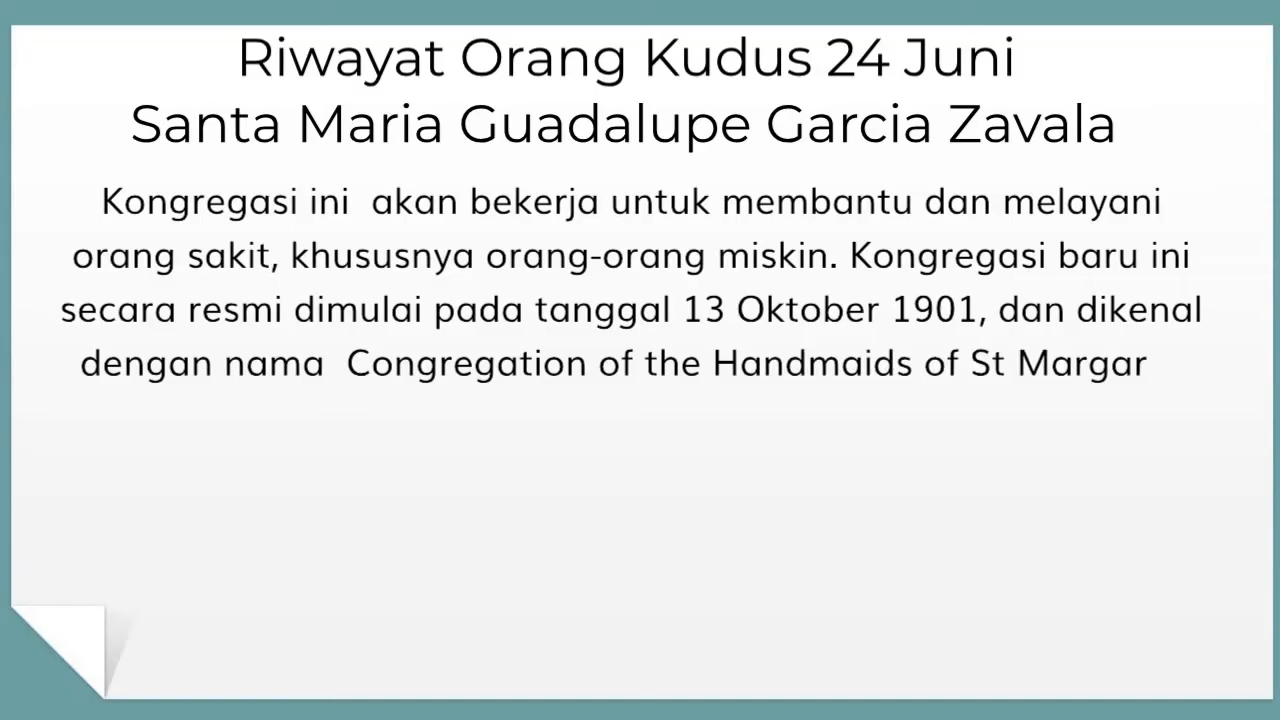 Riwayat Orang Kudus 24 Juni
Santa Maria Guadalupe Garcia Zavala
Kongregasi ini  akan bekerja untuk membantu dan melayani
orang sakit, khususnya orang-orang miskin. Kongregasi baru ini
secara resmi dimulai pada tanggal 13 Oktober 1901, dan dikenal
dengan nama  Congregation of the Handmaids of St Margar